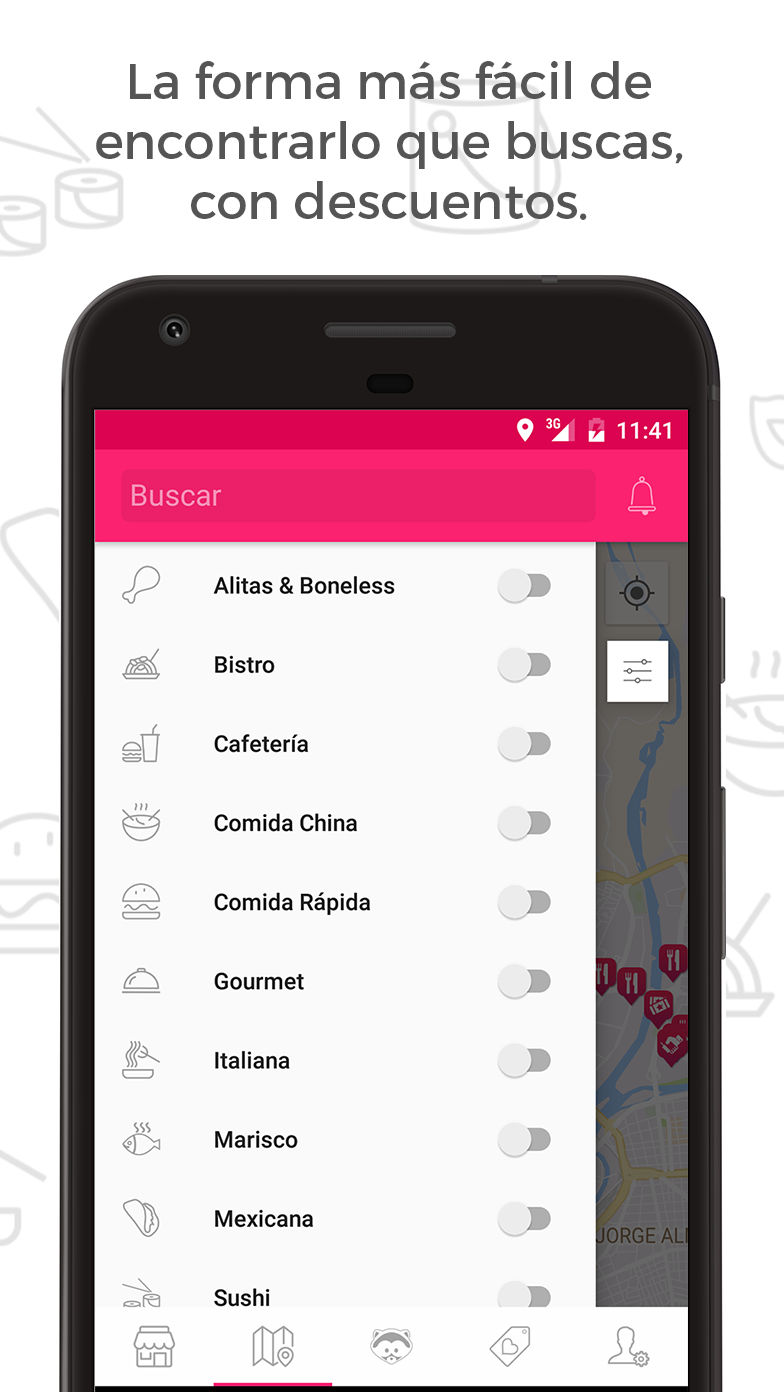 La forma más fácil de
encontrarlo que buscas,
con descuentos.
3G 11:41
Buscar
Alitas & Boneless
Bistro
Cafetería
Comida China
Comida Rápida
Gourmet
Italiana
Marisco
Mexicana
JORGE
Sushi